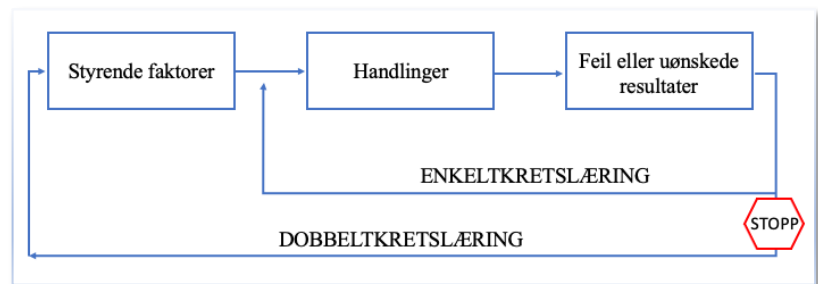 Styrende faktorer
Handlinger
Feil eller uønskede
resultater
ENKELTKRETSLÆRING
STOPP
DOBBELTKRETSLÆRING